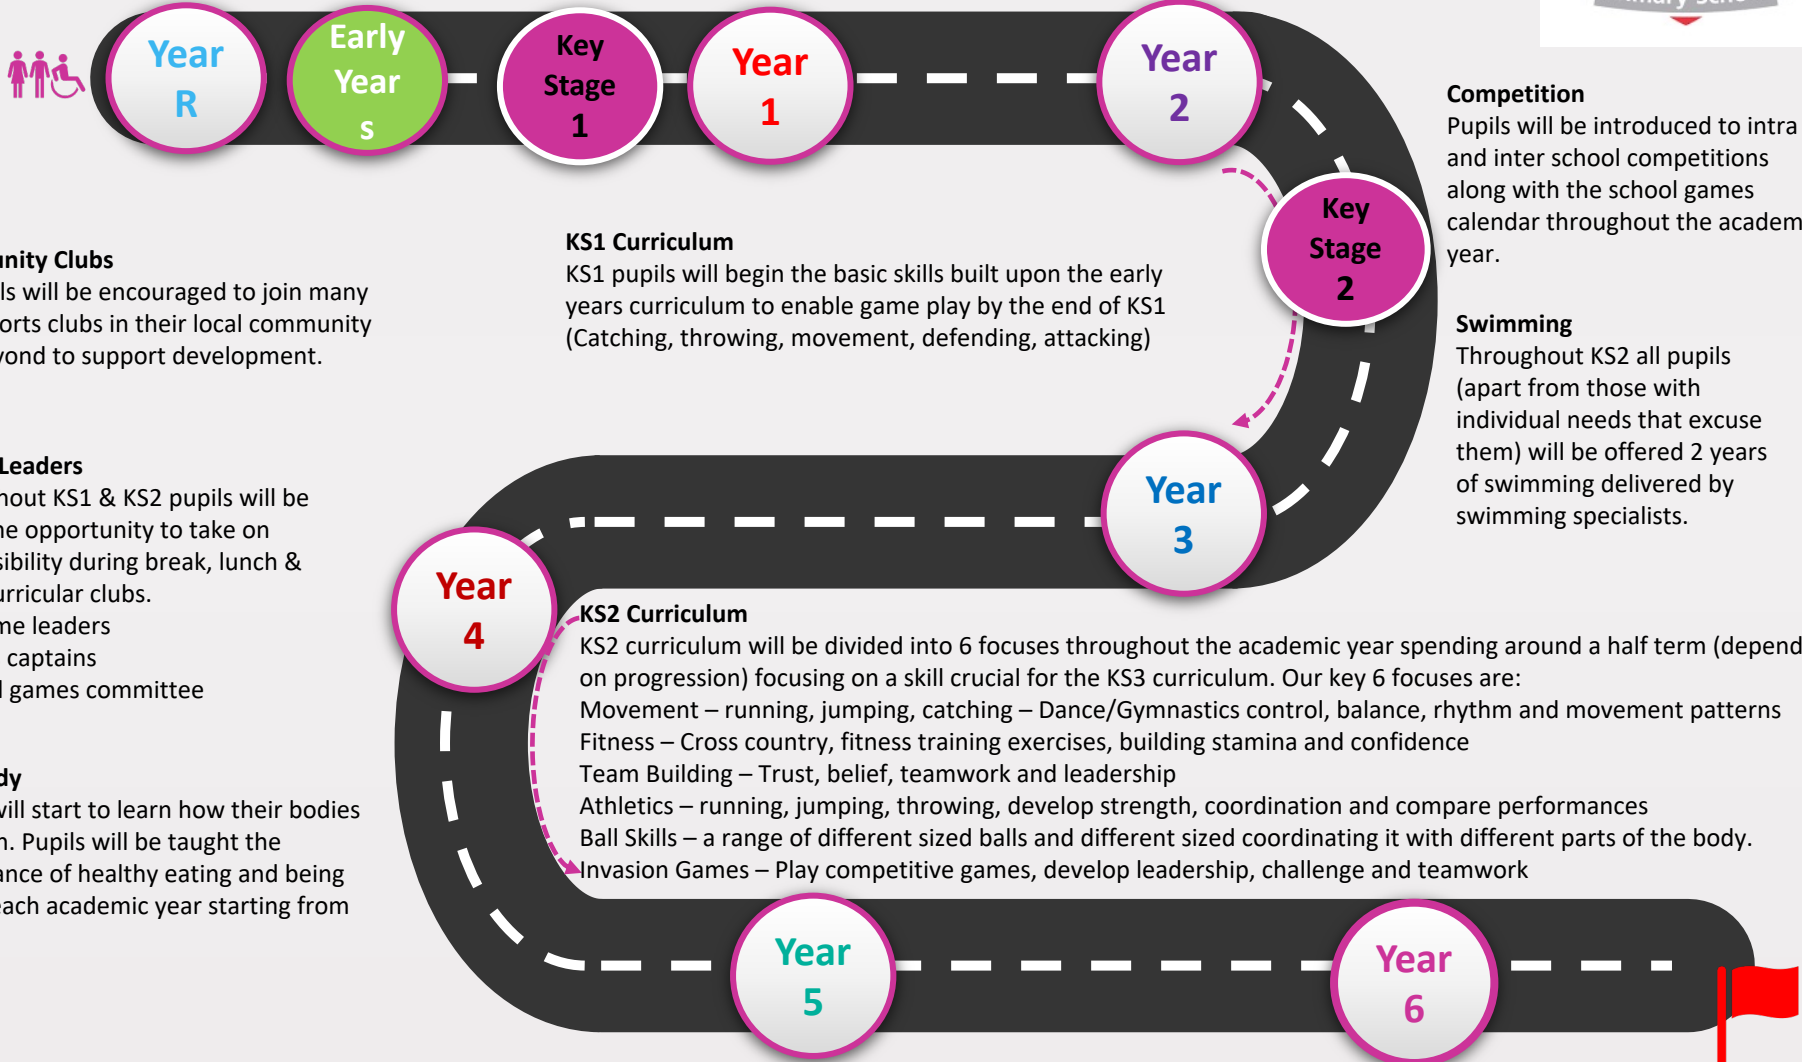 Year
R
Early
Year
s
Key
Stage
1
Year
1
Year
2
Key
Stage
2
Competition
Pupils will be introduced to intra
and inter school competitions
along with the school games
calendar throughout the academ
year.
unity Clubs
ls will be encouraged to join many
orts clubs in their local community
yond to support development.
KS1 Curriculum
KS1 pupils will begin the basic skills built upon the early
years curriculum to enable game play by the end of KS1
(Catching, throwing, movement, defending, attacking)
Swimming
Throughout KS2 all pupils
(apart from those with
individual needs that excuse
them) will be offered 2 years
of swimming delivered by
swimming specialists.
Leaders
hout KS1 & KS2 pupils will be
he opportunity to take on
sibility during break, lunch &
urricular clubs.
me leaders
captains
l games committee
Year
3
Year
4
KS2 Curriculum
KS2 curriculum will be divided into 6 focuses throughout the academic year spending around a half term (depend
on progression) focusing on a skill crucial for the KS3 curriculum. Our key 6 focuses are:
Movement – running, jumping, catching – Dance/Gymnastics control, balance, rhythm and movement patterns
Fitness – Cross country, fitness training exercises, building stamina and confidence
Team Building – Trust, belief, teamwork and leadership
Athletics – running, jumping, throwing, develop strength, coordination and compare performances
Ball Skills – a range of different sized balls and different sized coordinating it with different parts of the body.
Invasion Games – Play competitive games, develop leadership, challenge and teamwork
dy
will start to learn how their bodies
n. Pupils will be taught the
ance of healthy eating and being
each academic year starting from
Year
5
Year
6